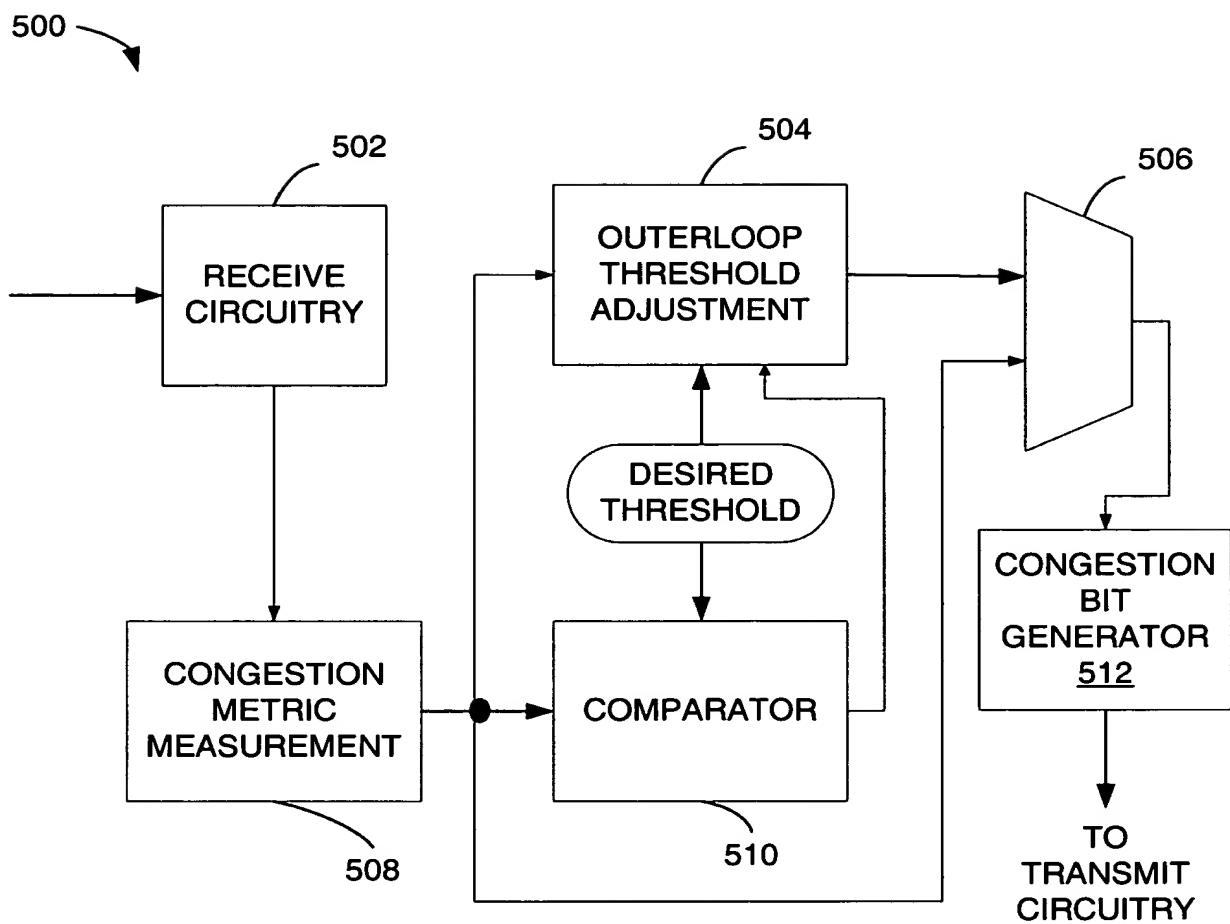 500
502
504
506
RECEIVE
CIRCUITRY
OUTERLOOP
THRESHOLD
ADJUSTMENT
DESIRED
THRESHOLD
CONGESTION
METRIC
MEASUREMENT
COMPARATOR
CONGESTION
BIT
GENERATOR
512
508
510
TO
TRANSMIT
CIRCUITRY